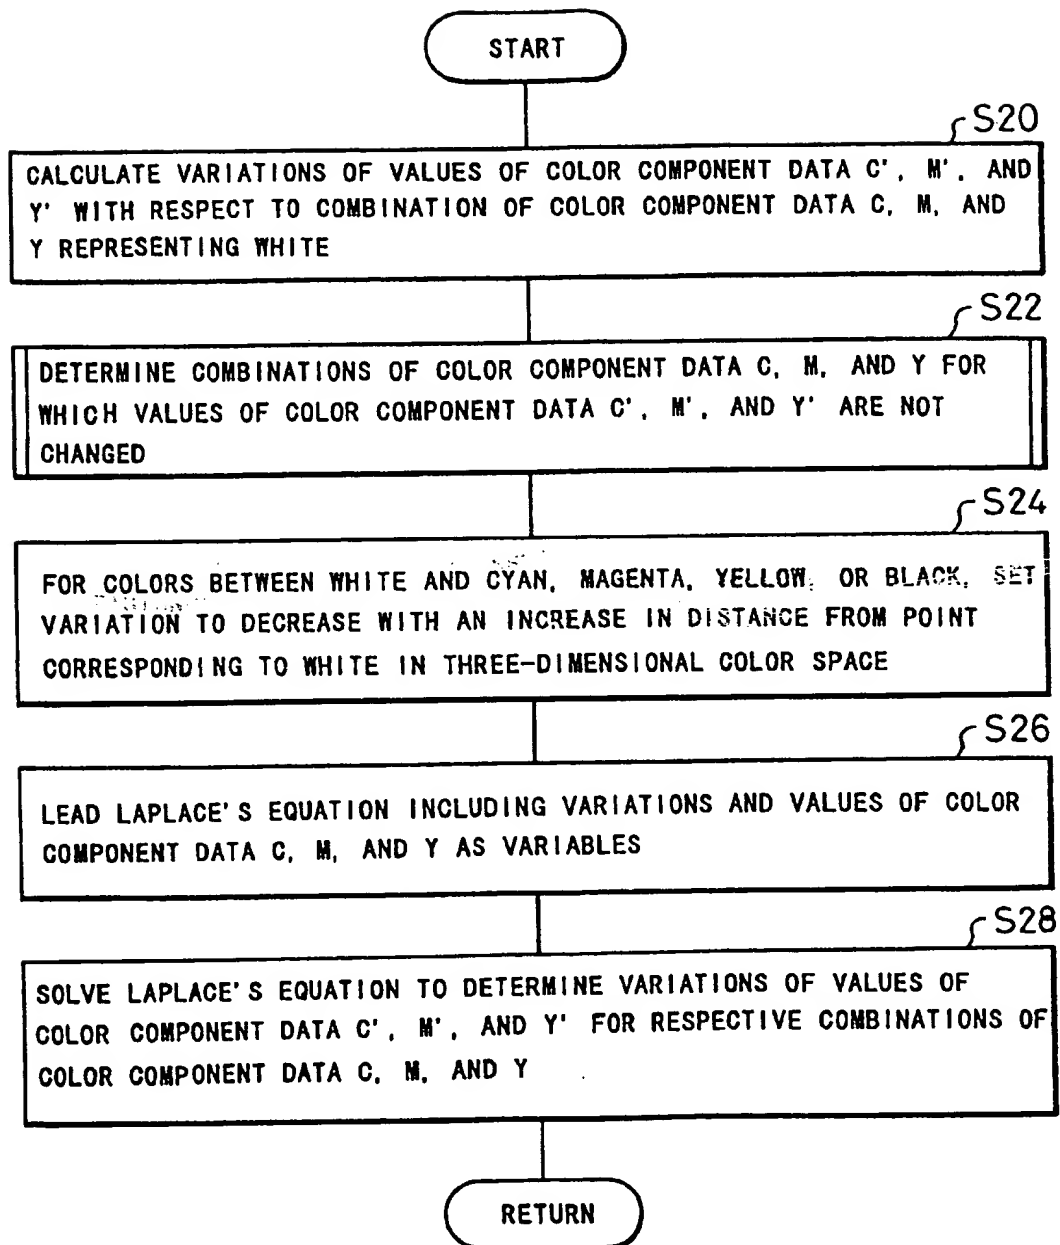 START
S20
CALCULATE VARIATIONS OF VALUES OF COLOR COMPONENT DATA C', M', AND
Y' WITH RESPECT TO COMBINATION OF COLOR COMPONENT DATA C, M, AND
Y REPRESENTING WHITE
S22
DETERMINE COMBINATIONS OF COLOR COMPONENT DATA C, M, AND Y FOR
WHICH VALUES OF COLOR COMPONENT DATA C', M', AND Y' ARE NOT
CHANGED
S24
FOR COLORS BETWEEN WHITE AND CYAN, MAGENTA, YELLOW, OR BLACK, SET
VARIATION TO DECREASE WITH AN INCREASE IN DISTANCE FROM POINT
CORRESPONDING TO WHITE IN THREE-DIMENSIONAL COLOR SPACE
S26
LEAD LAPLACE'S EQUATION INCLUDING VARIATIONS AND VALUES OF COLOR
COMPONENT DATA C, M, AND Y AS VARIABLES
S28
SOLVE LAPLACE'S EQUATION TO DETERMINE VARIATIONS OF VALUES OF
COLOR COMPONENT DATA C', M', AND Y' FOR RESPECTIVE COMBINATIONS OF
COLOR COMPONENT DATA C, M, AND Y
RETURN